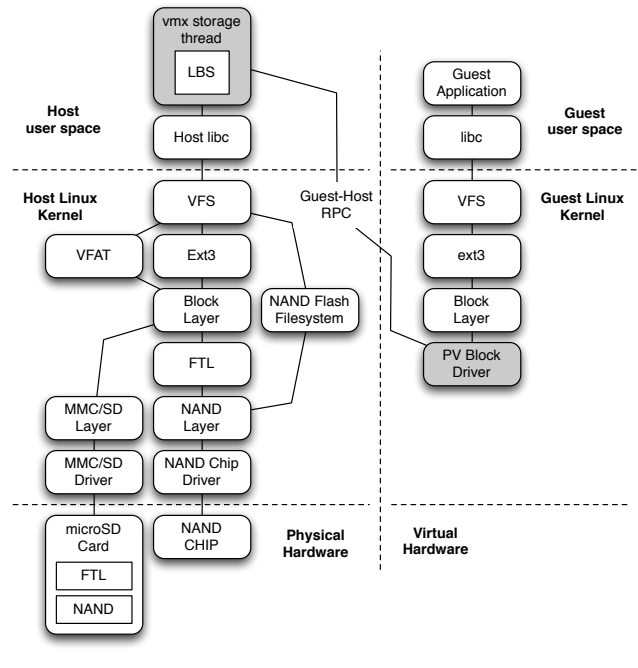 vmx storage
thread
LBS
Host
user space
Host libc
Guest
Application
libc
Guest
user space
Host Linux
Kernel
VFS
VFAT
Ext3
Block
Layer
NAND Flash
Filesystem
FTL
MMC/SD
Layer
NAND
Layer
MMC/SD
Driver
NAND Chip
Driver
Guest-Host
RPC
VFS
ext3
Block
Layer
PV Block
Driver
Guest Linux
Kernel
microSD
Card
FTL
NAND
NAND
CHIP
Physical
Hardware
Virtual
Hardware